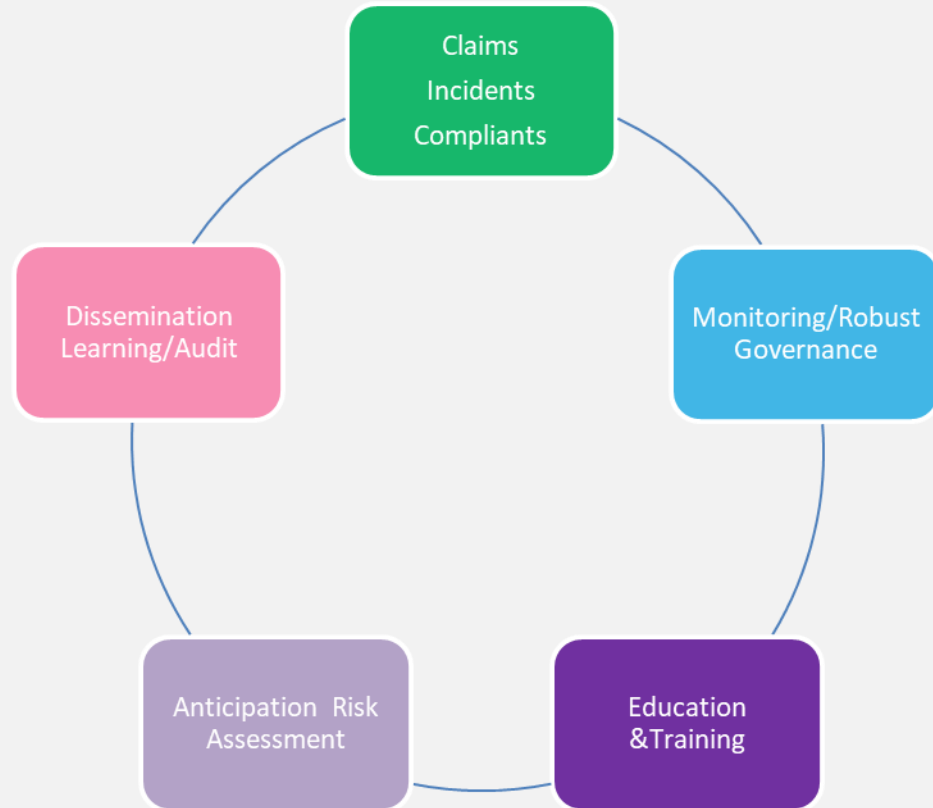 Claims
Incidents
Compliants
Dissemination
Learning/Audit
Monitoring/Robust
Governance
Anticipation  Risk
Assessment
Education
&Training